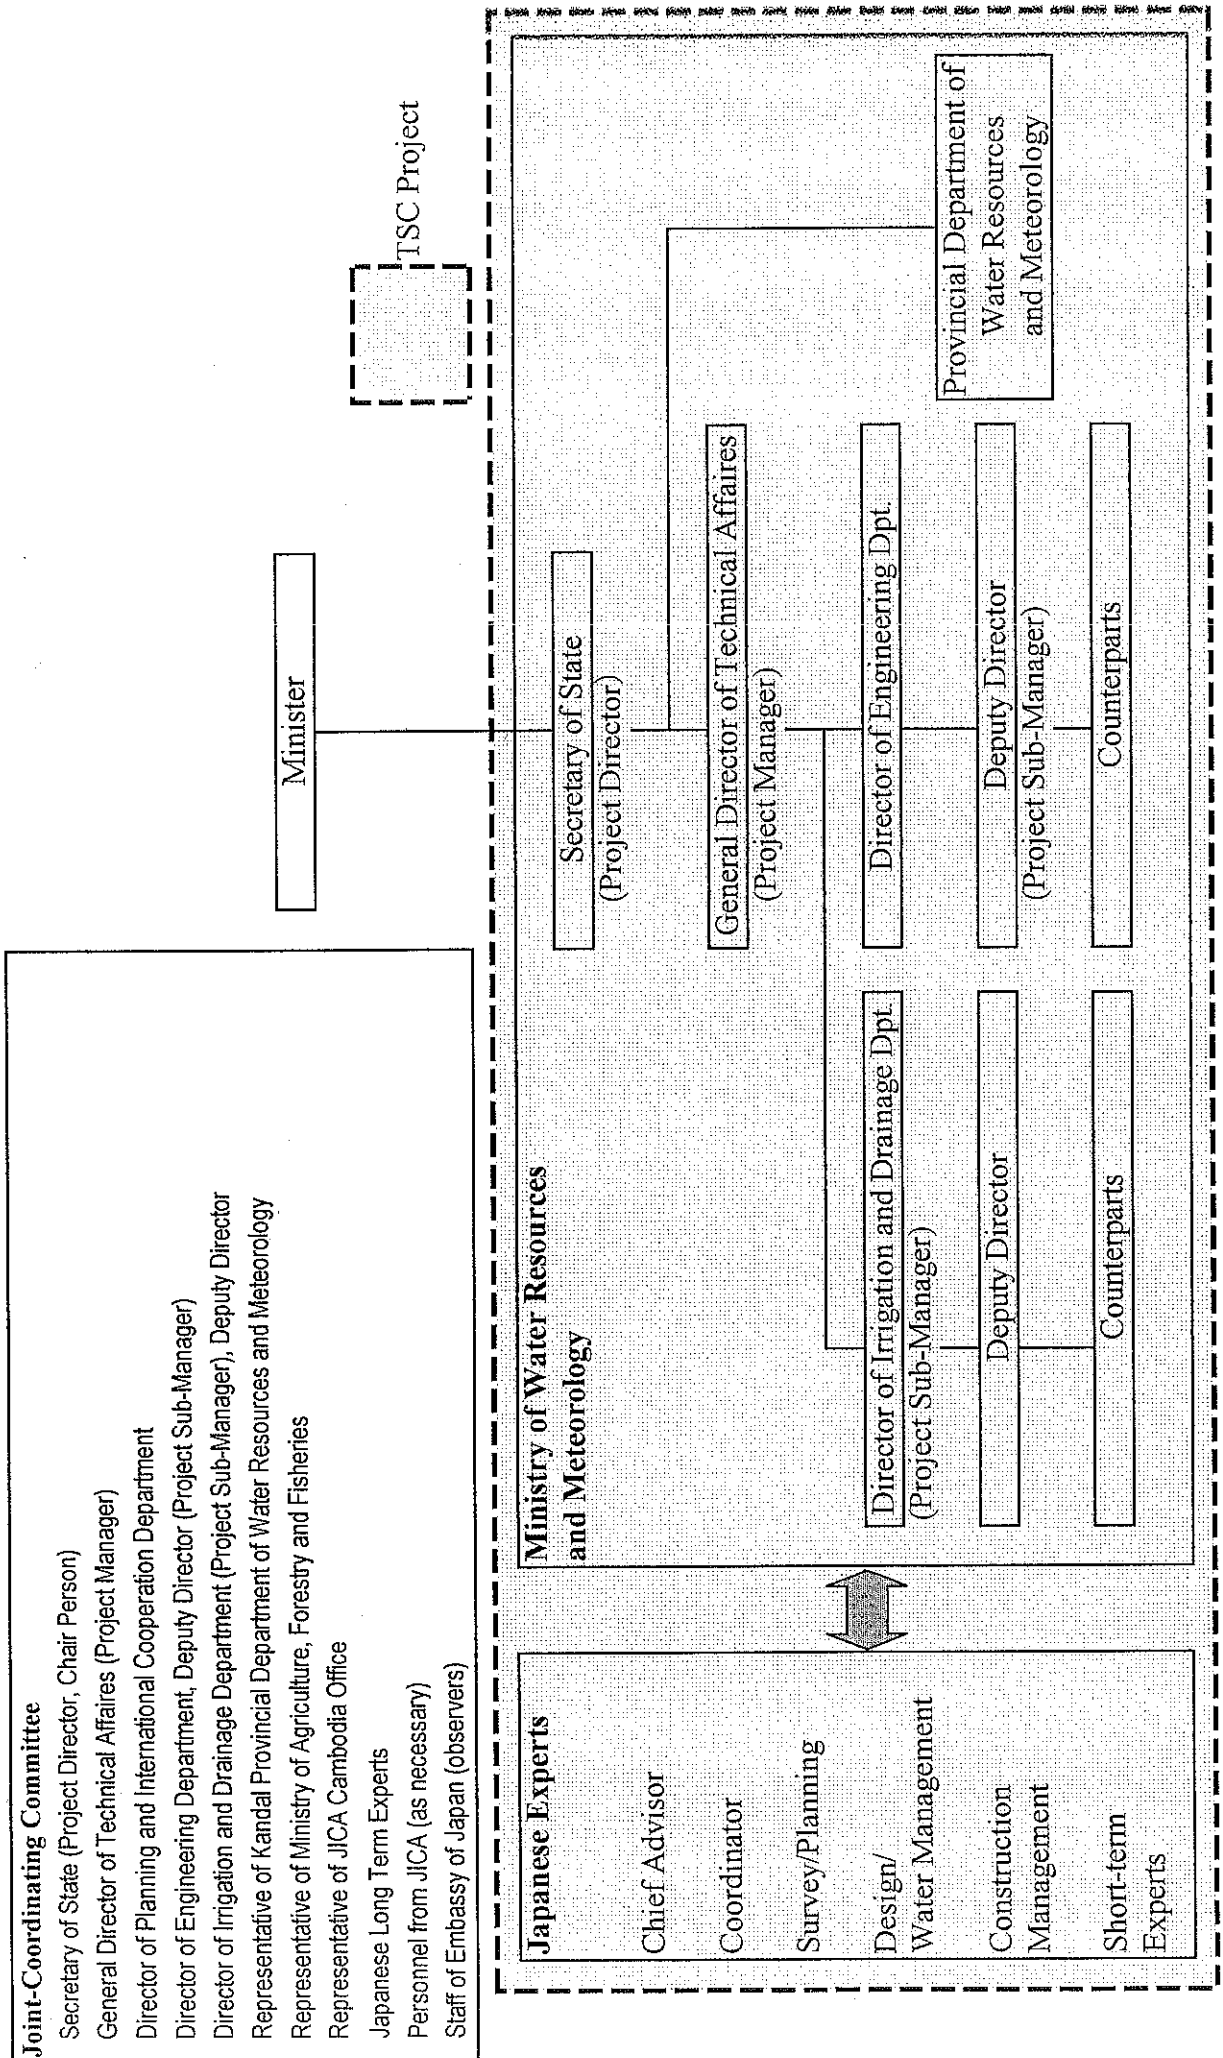 Joint-Coordinating Committee
Secretary of State (Project Director, Chair Person)
General Director of Technical Affaires (Project Manager)
Director of Planning and International Cooperation Department
Director of Engineering Department, Deputy Director (Project Sub-Manager)
Director of Irrigation and Drainage Department (Project Sub-Manager), Deputy Director
Representative of Kandal Provincial Department of Water Resources and Meteorology
Representative of Ministry of Agriculture, Forestry and Fisheries
Representative of JICA Cambodia Office
Japanese Long Term Experts
Personnel from JICA (as necessary)
Staff of Embassy of Japan (observers)
Minister
TSC Project
Japanese Experts
Chief Advisor
Coordinator
Survey/Planning
Design/
Water Management
Construction
Management
Short-term
Experts
Ministry of Water Resources
and Meteorology
Secretary of State
(Project Director)
General Director of Technical Affaires
(Project Manager)
Director of Irrigation and Drainage Dpt.
(Project Sub-Manager)
Deputy Director
Counterparts
Director of Engineering Dpt.
Deputy Director
(Project Sub-Manager)
Counterparts
Provincial Department of
Water Resources
and Meteorology